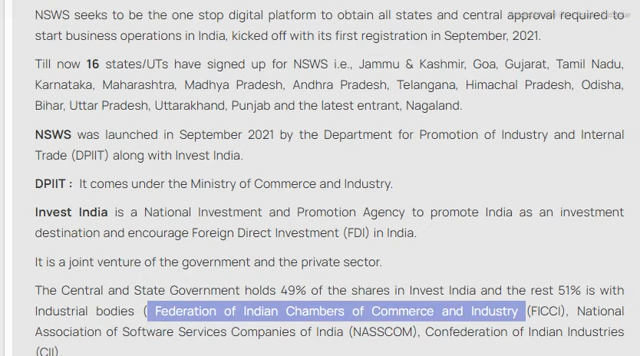 NSWS seeks to be the one stop digital platform to obtain all states and central approval required to
start business operations in India, kicked off with its first registration in September, 2021.
Till now 16 states/UTs have signed up for NSWS i.e., Jammu & Kashmir, Goa, Gujarat, Tamil Nadu,
Karnataka, Maharashtra, Madhya Pradesh, Andhra Pradesh, Telangana, Himachal Pradesh, Odisha,
Bihar, Uttar Pradesh, Uttarakhand, Punjab and the latest entrant, Nagaland.
NSWS was launched in September 2021 by the Department for Promotion of Industry and Internal
Trade (DPIIT) along with Invest India.
DPIIT : It comes under the Ministry of Commerce and Industry.
Invest India is a National Investment and Promotion Agency to promote India as an investment
destination and encourage Foreign Direct Investment (FDI) in India.
It is a joint venture of the government and the private sector.
The Central and State Government holds 49% of the shares in Invest India and the rest 51% is with
Industrial bodies ( Federation of Indian Chambers of Commerce and Industry (FICCI), National
Association of Software Services Companies of India (NASSCOM), Confederation of Indian Industries
(CII).